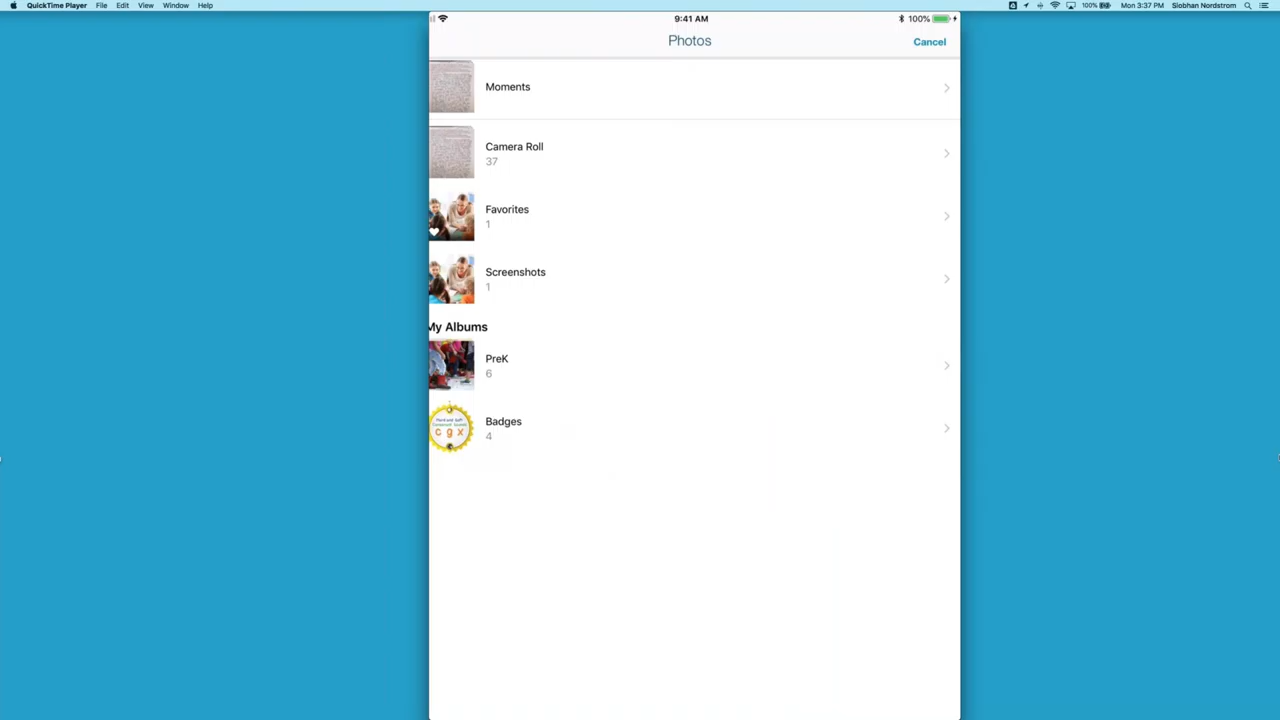 QuickTime Player File Edit View Window Help 100% Mon 3:37 PM Siobhan Nordstrom
9:41 AM 100%
Photos Cancel
Moments
Camera Roll
37
Favorites
1
Screenshots
1
My Albums
PreK
6
Badges
4
c g x